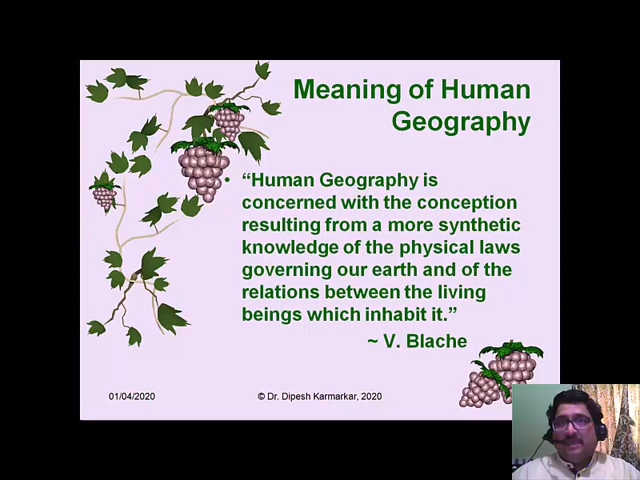 Meaning of Human
Geography
• “Human Geography is
concerned with the conception
resulting from a more synthetic
knowledge of the physical laws
governing our earth and of the
relations between the living
beings which inhabit it.”
~ V. Blache
01/04/2020
© Dr. Dipesh Karmarkar, 2020